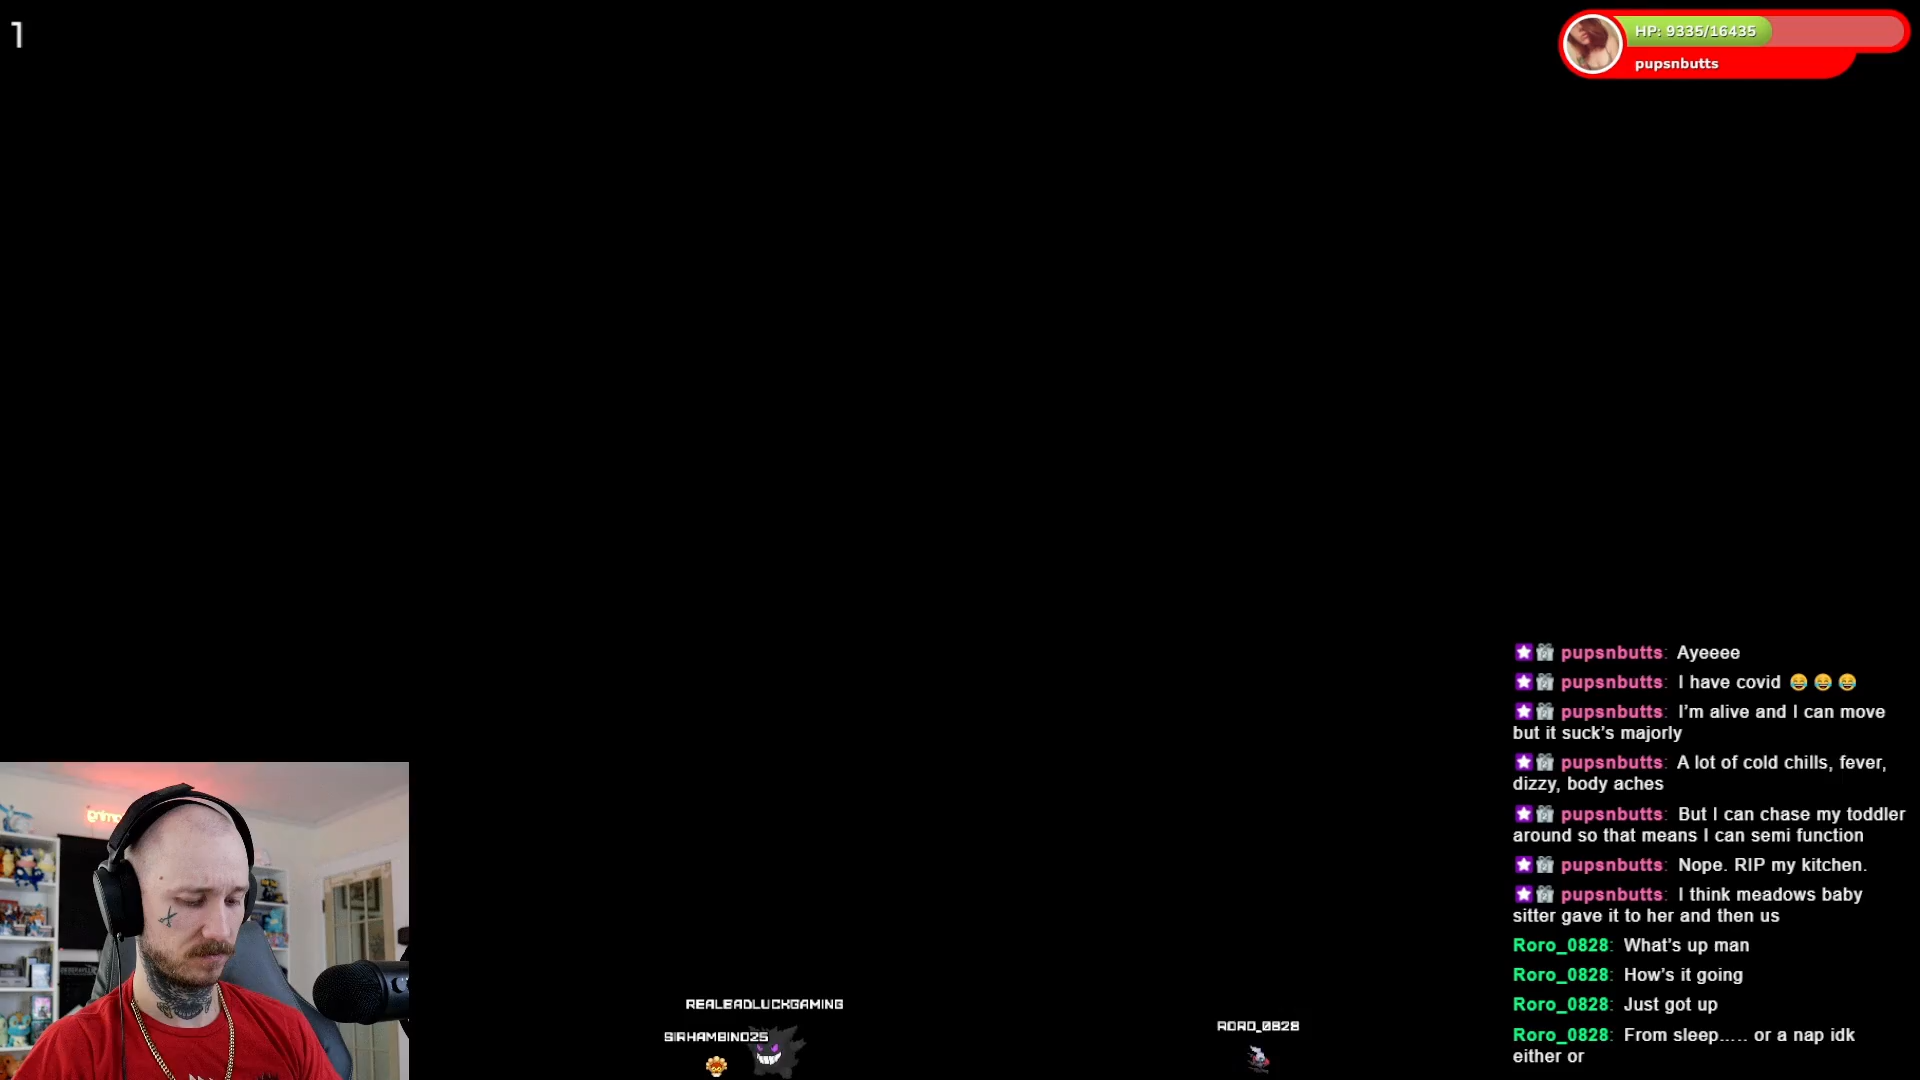 1
HP: 9335/16435
pupsnbutts
pupsnbutts: Ayeeee
pupsnbutts: I have covid 😂 😂 😂
pupsnbutts: I’m alive and I can move
but it suck’s majorly
pupsnbutts: A lot of cold chills, fever,
dizzy, body aches
pupsnbutts: But I can chase my toddler
around so that means I can semi function
pupsnbutts: Nope. RIP my kitchen.
pupsnbutts: I think meadows baby
sitter gave it to her and then us
Roro_0828: What’s up man
Roro_0828: How’s it going
Roro_0828: Just got up
Roro_0828: From sleep..... or a nap idk
either or
REALBADLUCKGAMING
SIRHAMBINO25
RORO_0828